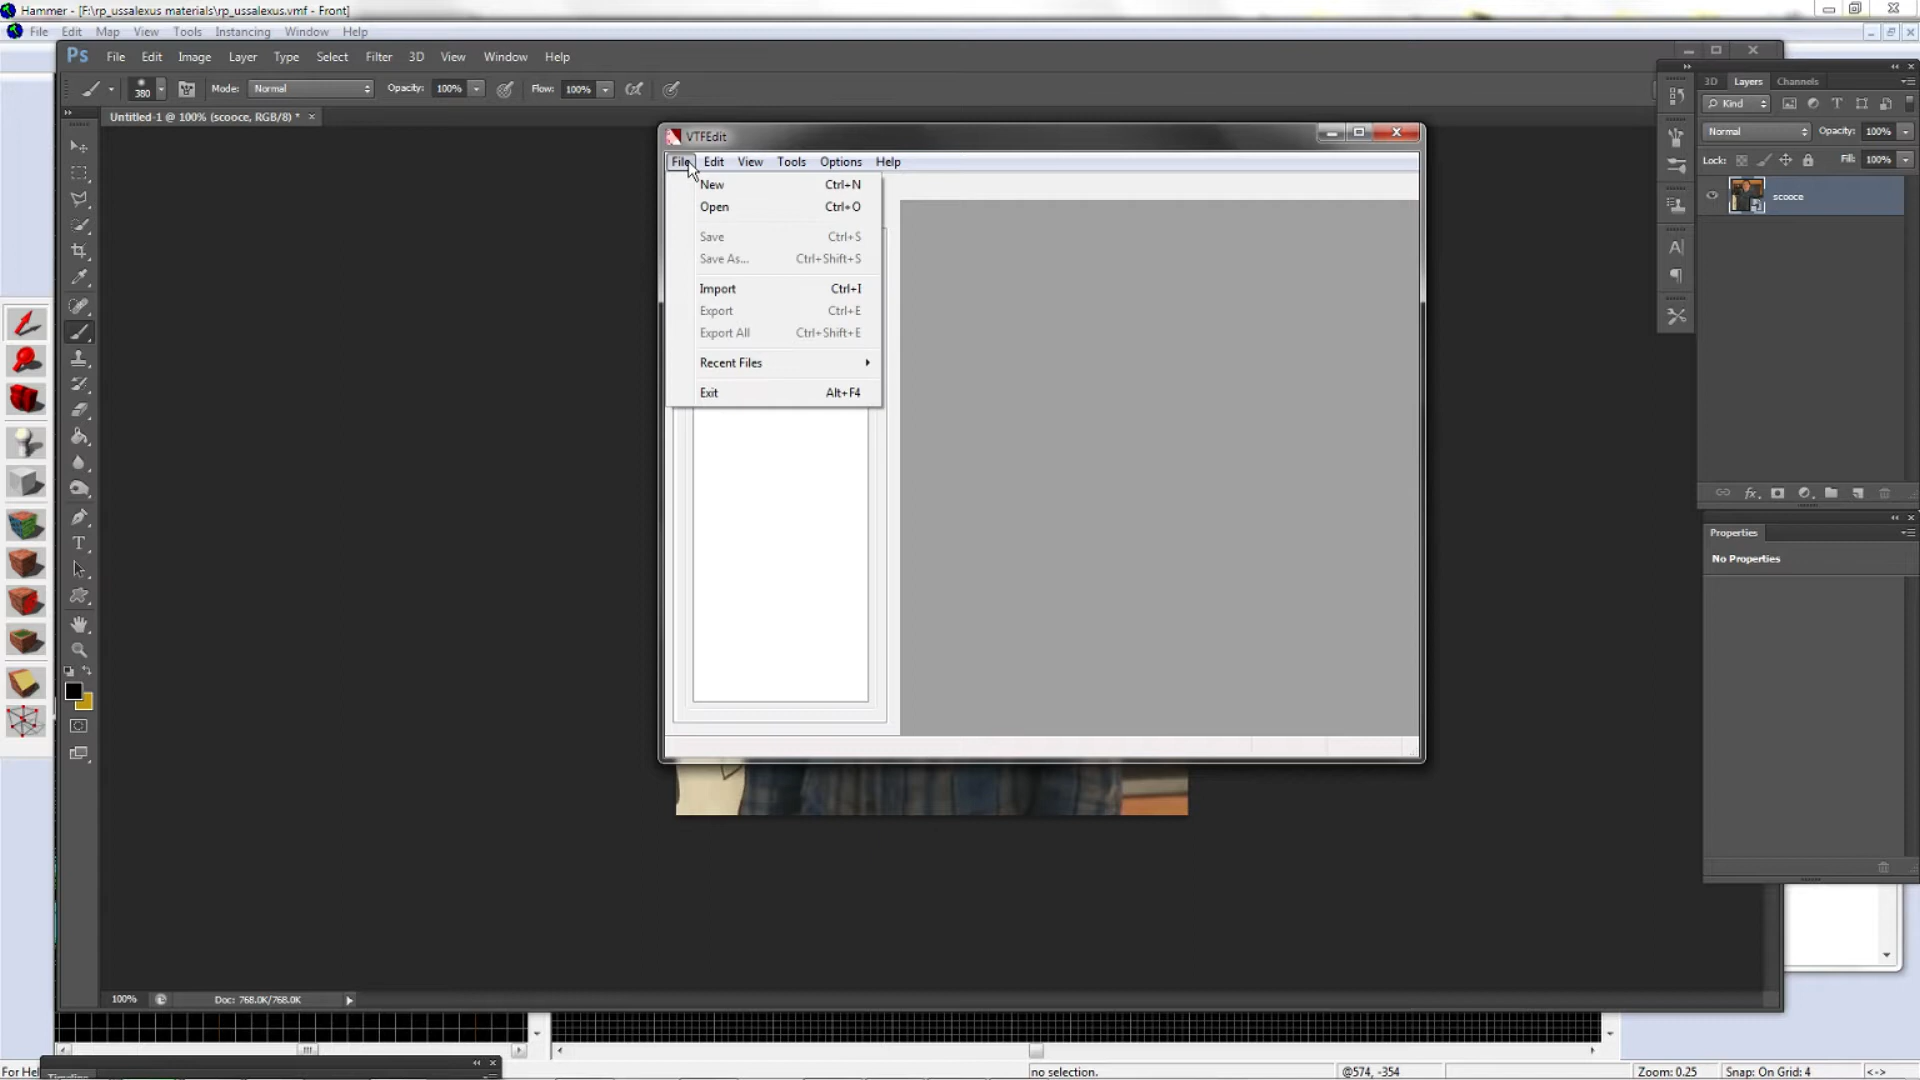 Hammer - [F:\rp_ussalexus materials\rp_ussalexus.vmf - Front]
File Edit Map View Tools Instancing Window Help
Ps File Edit Image Layer Type Select Filter 3D View Window Help
380 Mode: Normal Opacity: 100% Flow: 100%
Untitled-1 @ 100% (scooce, RGB/8) * ×
3D Layers Channels
Kind
Normal Opacity: 100%
Lock: Fill: 100%
scooce
Properties
No Properties
VTFEdit
File Edit View Tools Options Help
New Ctrl+N
Open Ctrl+O
Save Ctrl+S
Save As... Ctrl+Shift+S
Import Ctrl+I
Export Ctrl+E
Export All Ctrl+Shift+E
Recent Files
Exit Alt+F4
100% Doc: 768.0K/768.0K
For Hel
no selection. @574, -354 Zoom: 0.25 Snap: On Grid: 4 <->